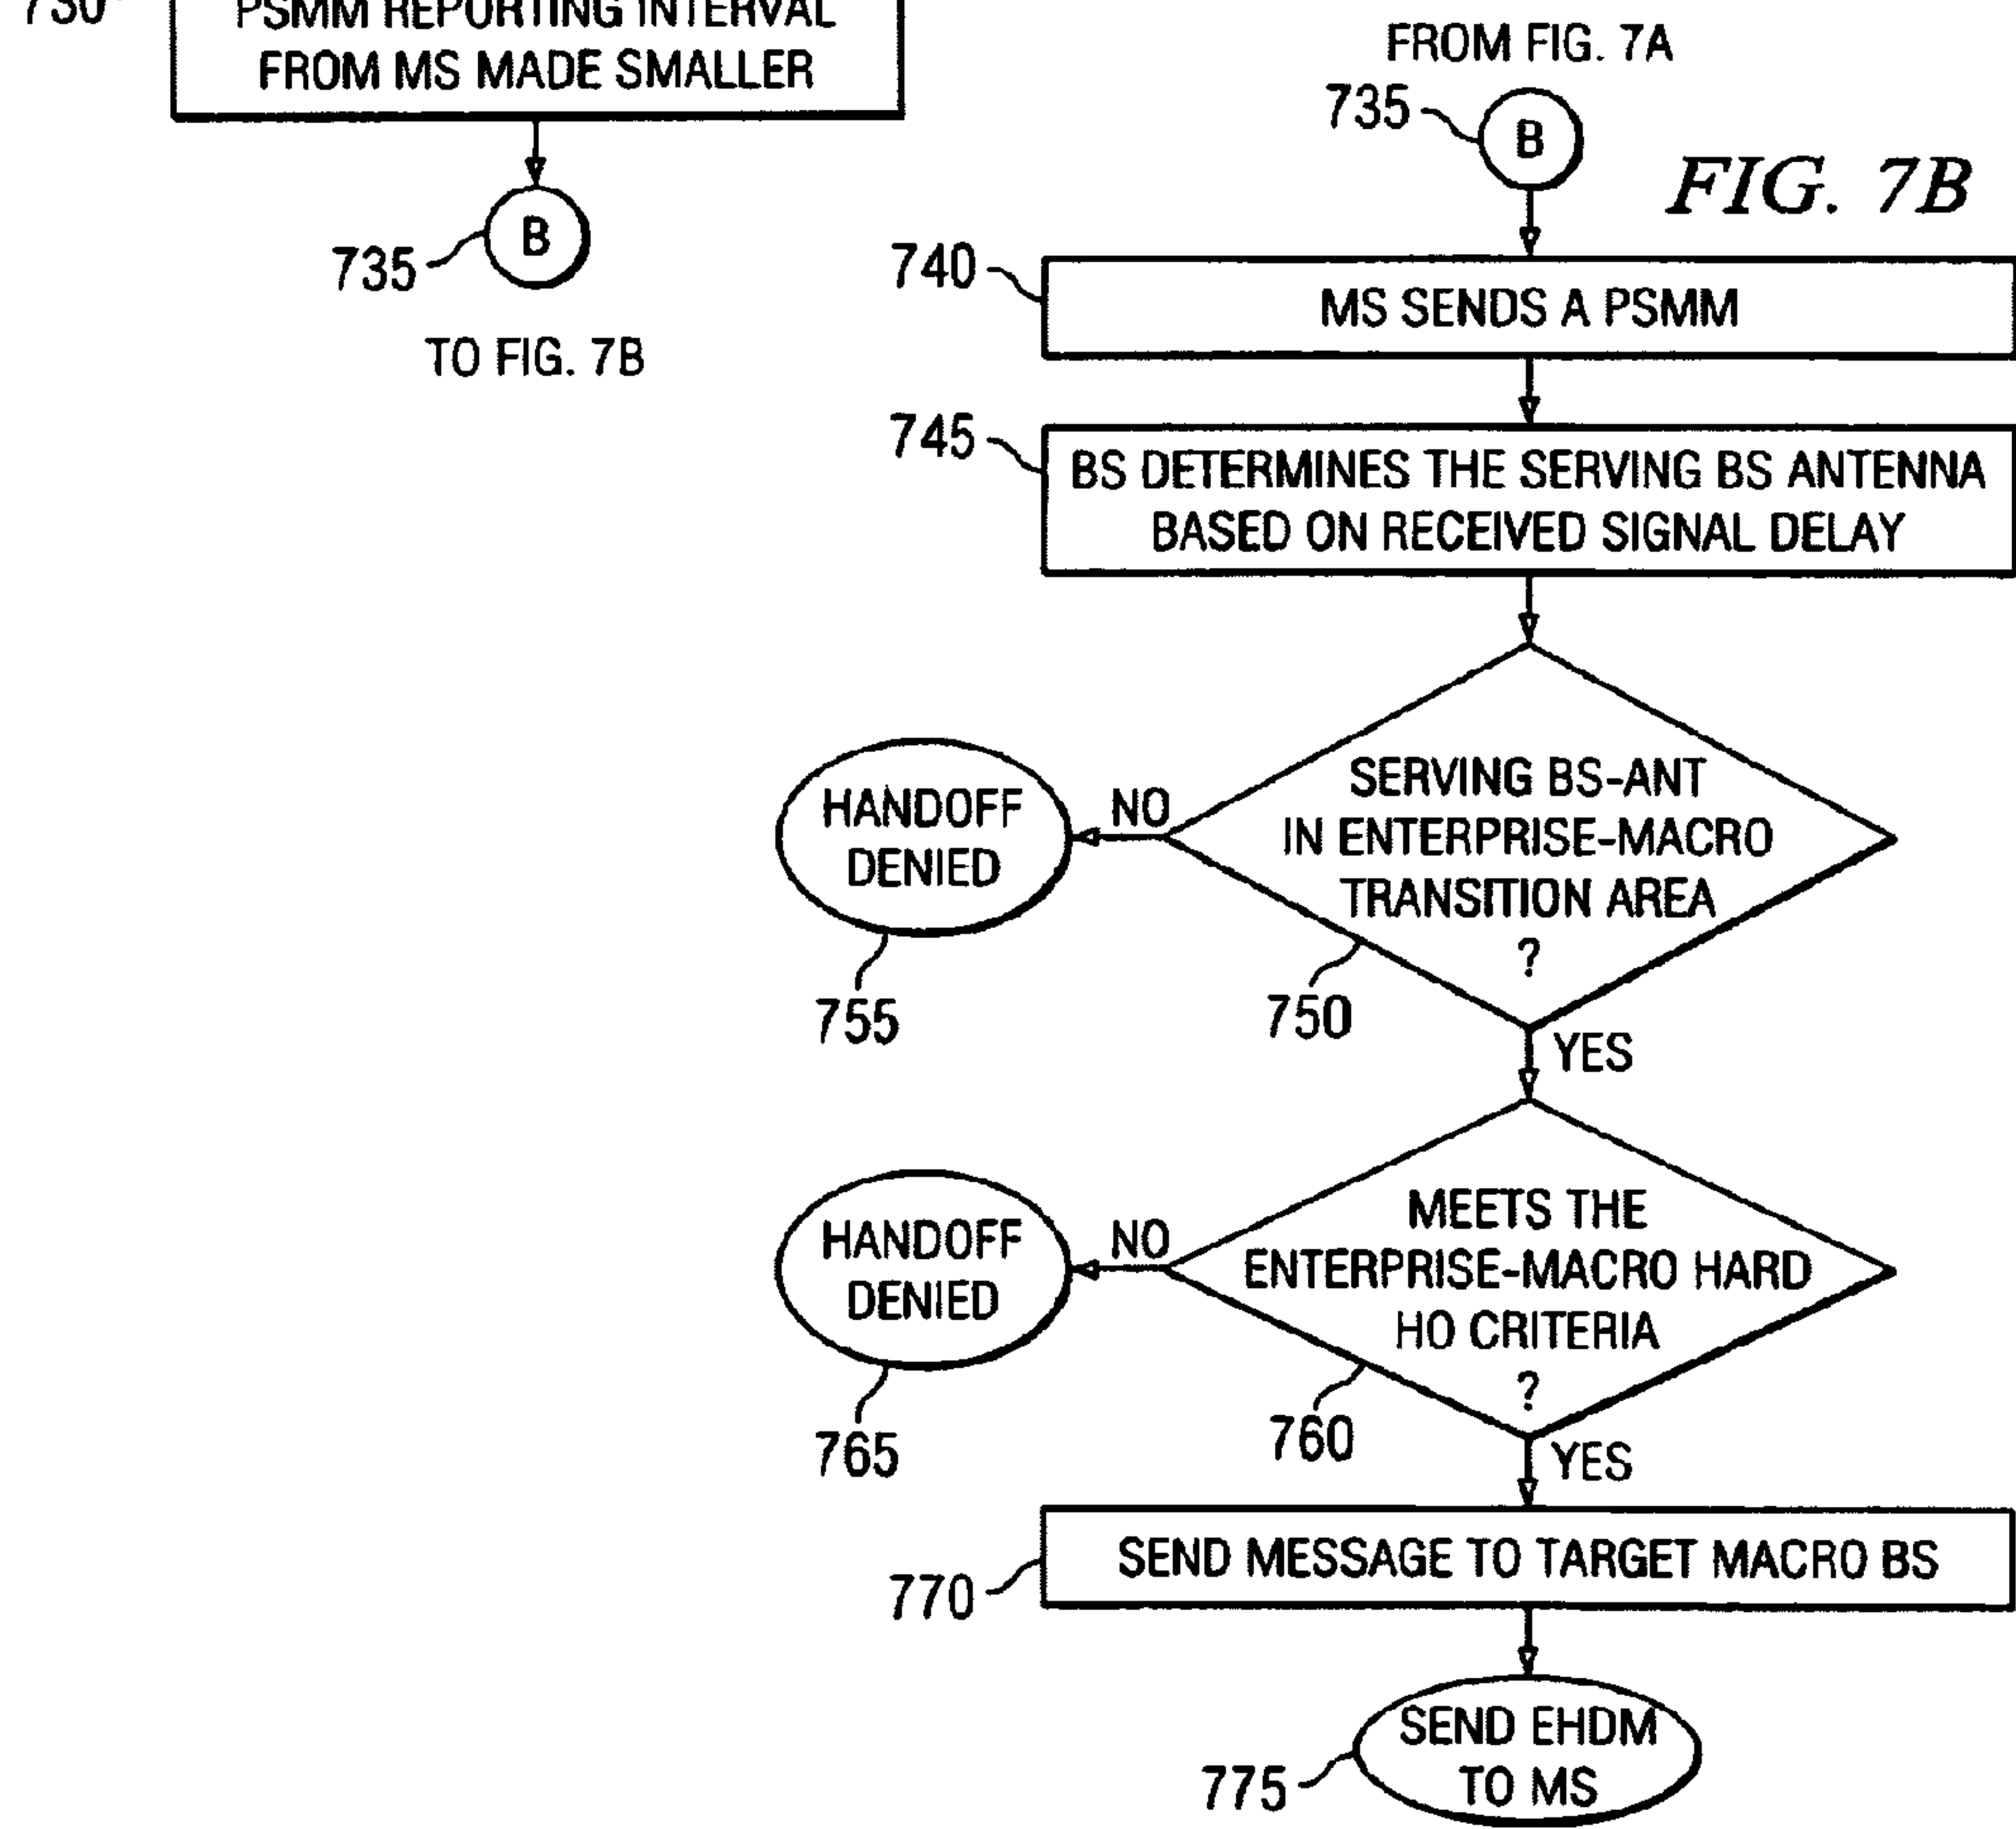 730
PSMM REPORTING INTERVAL
FROM MS MADE SMALLER
735
B
TO FIG. 7B
FROM FIG. 7A
735
B
FIG. 7B
740
MS SENDS A PSMM
745
BS DETERMINES THE SERVING BS ANTENNA
BASED ON RECEIVED SIGNAL DELAY
SERVING BS-ANT
IN ENTERPRISE-MACRO
TRANSITION AREA
?
750
NO
HANDOFF
DENIED
755
YES
MEETS THE
ENTERPRISE-MACRO HARD
HO CRITERIA
?
760
NO
HANDOFF
DENIED
765
YES
770
SEND MESSAGE TO TARGET MACRO BS
775
SEND EHDM
TO MS